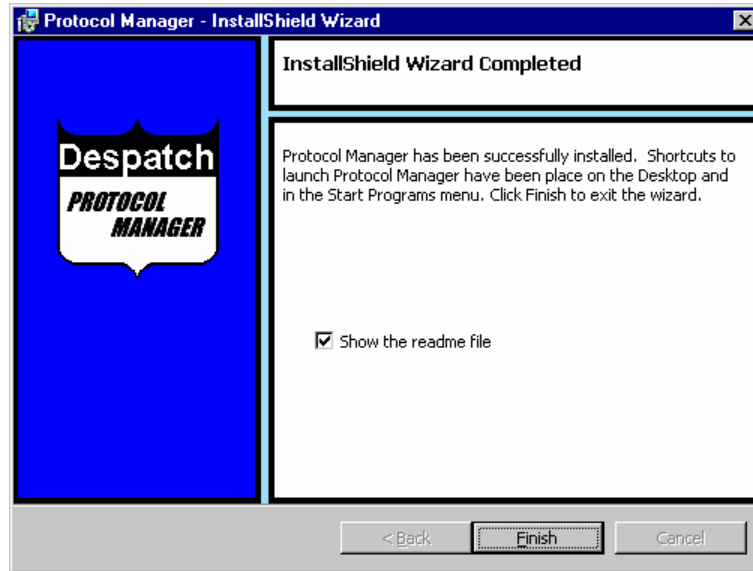 Protocol Manager - InstallShield Wizard
InstallShield Wizard Completed
Despatch
PROTOCOL
MANAGER
Protocol Manager has been successfully installed. Shortcuts to
launch Protocol Manager have been place on the Desktop and
in the Start Programs menu. Click Finish to exit the wizard.
Show the readme file
< Back
Finish
Cancel